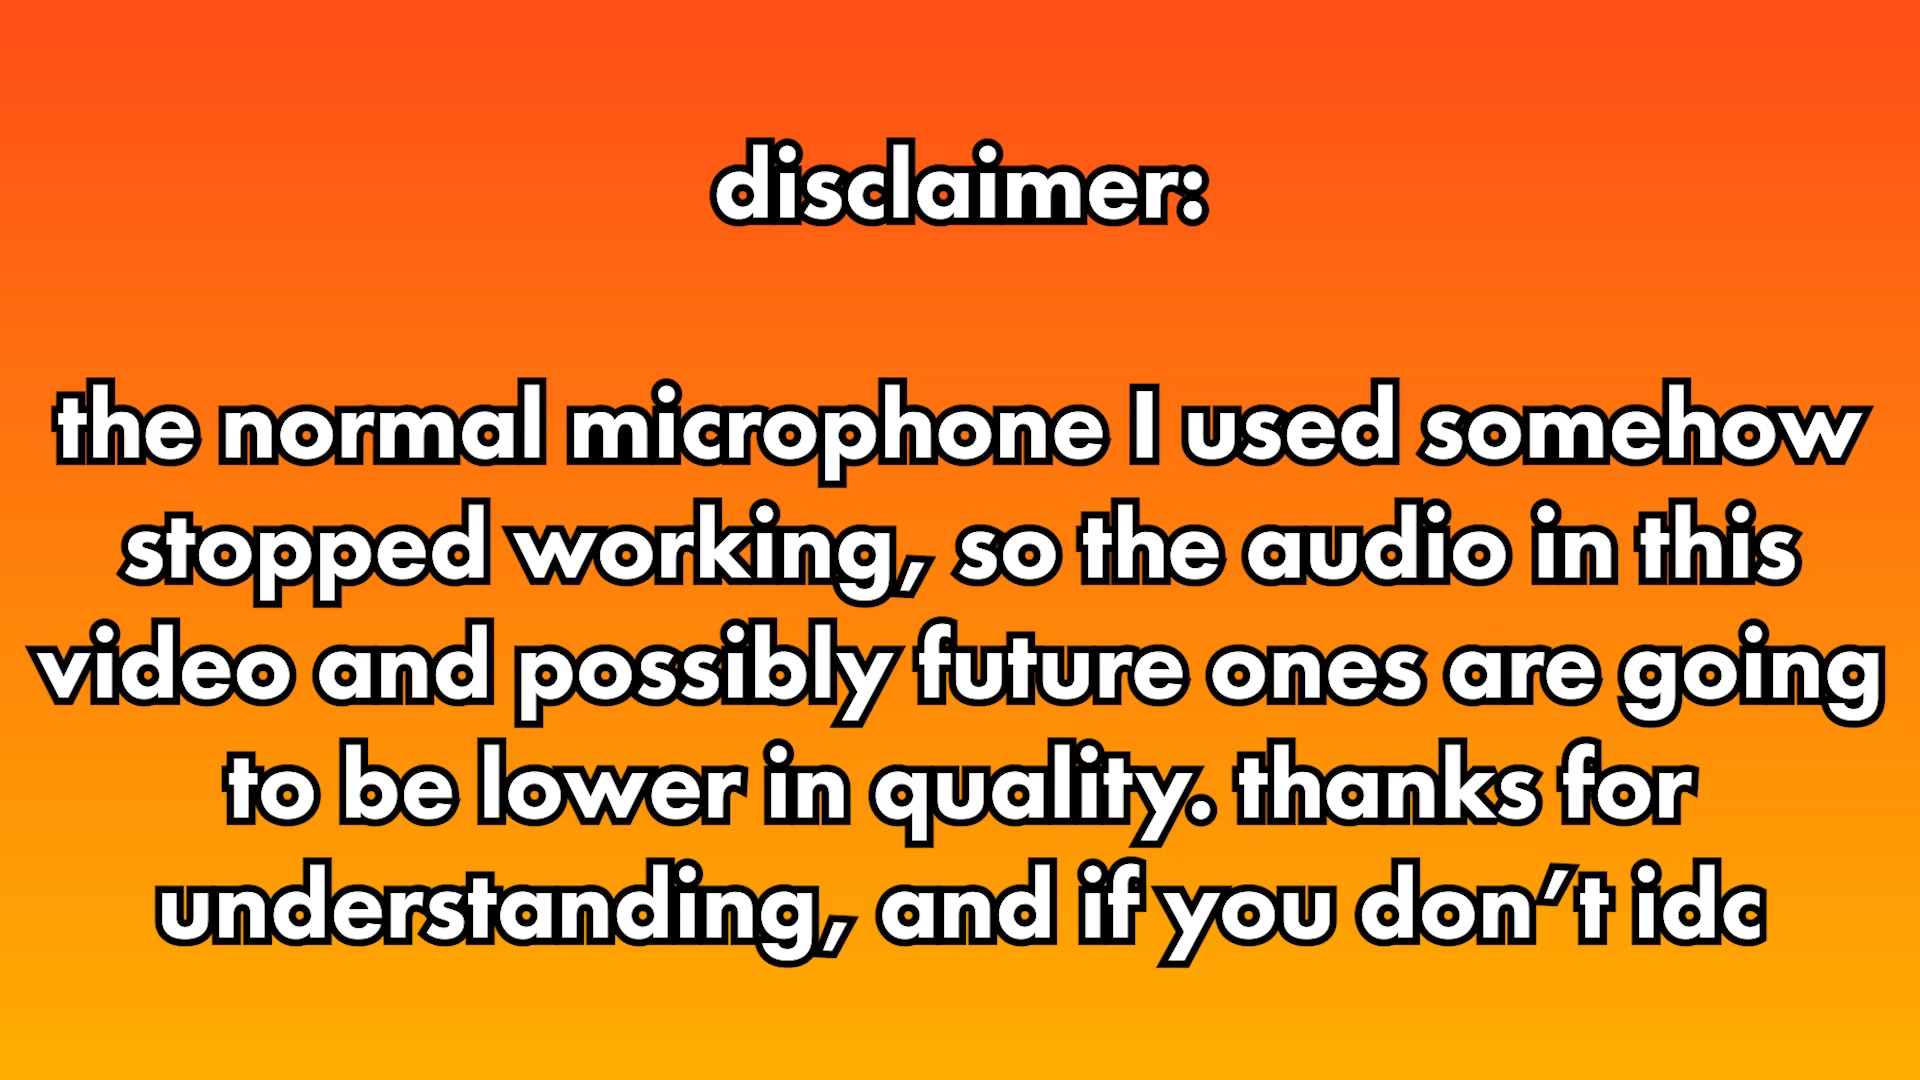 disclaimer:
the normal microphone I used somehow
stopped working, so the audio in this
video and possibly future ones are going
to be lower in quality. thanks for
understanding, and if you don’t idc